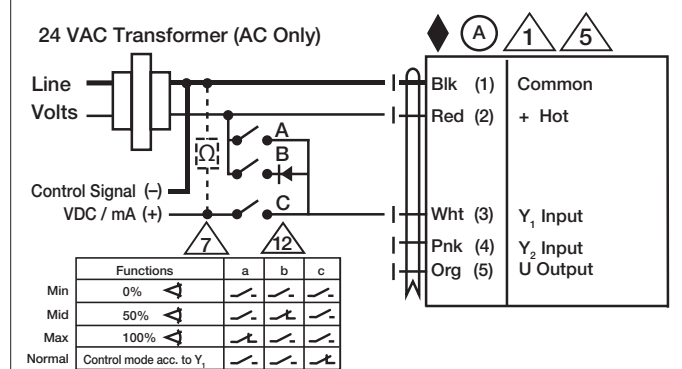 24 VAC Transformer (AC Only)
A 1 5
Line
Volts
Blk (1) Common
Red (2) + Hot
A
Ω
B
Control Signal (–)
C
VDC / mA (+)
Wht (3) Y1 Input
7 12
Pnk (4) Y2 Input
Org (5) U Output
Functions a b c
Min 0%
Mid 50%
Max 100%
Normal Control mode acc. to Y1